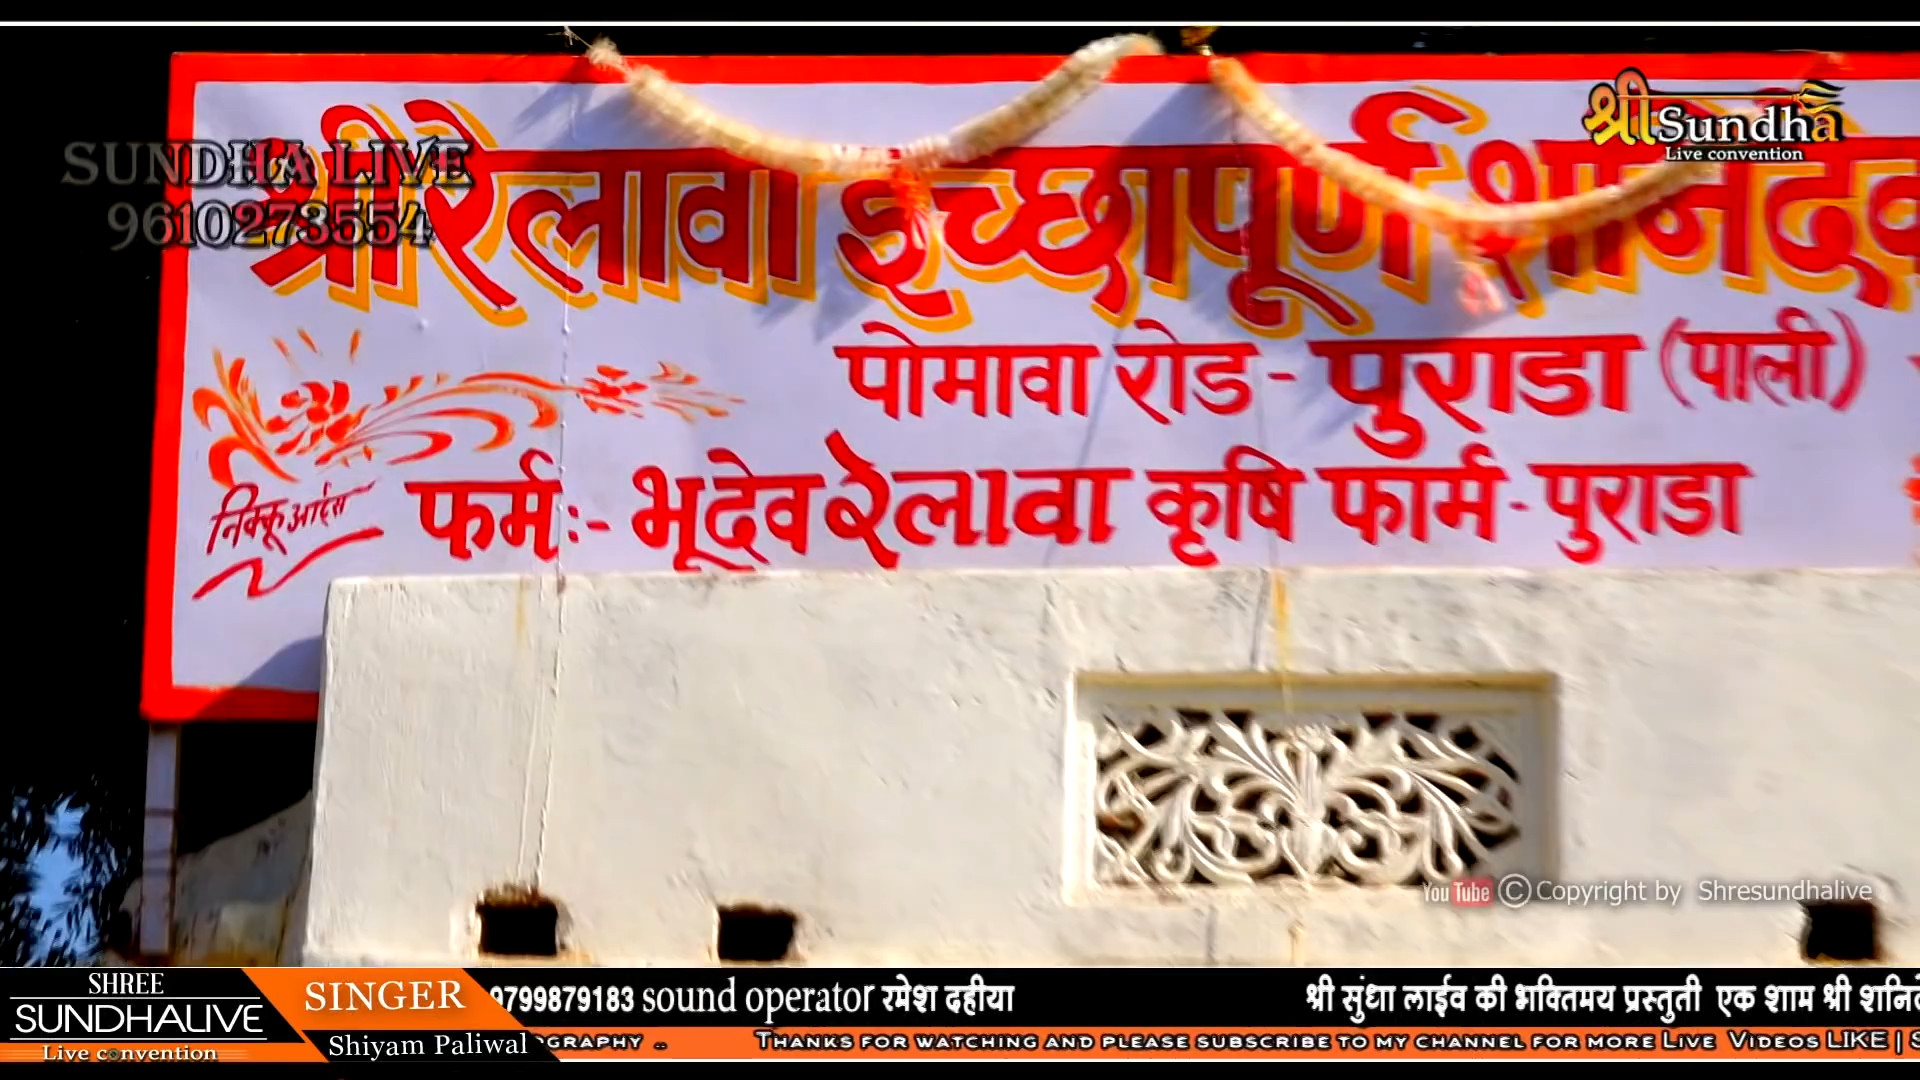 श्री रेलावा इच्छापूर्ण शनिदेव
पोमावा रोड - पुराडा (पाली)
फर्म :- भूदेव रेलावा कृषि फार्म - पुराडा
निक्कू आर्ट्स
SUNDHA LIVE
9610273554
श्री Sundha
Live convention
You Tube © Copyright by Shresundhalive
SHREE
SUNDHALIVE
Live convention
SINGER
Shiyam Paliwal
9799879183 sound operator रमेश दहीया
श्री सुंधा लाईव की भक्तिमय प्रस्तुती एक शाम श्री
OGRAPHY ..
THANKS FOR WATCHING AND PLEASE SUBSCRIBE TO MY CHANNEL FOR MORE LIVE VIDEOS LIKE |